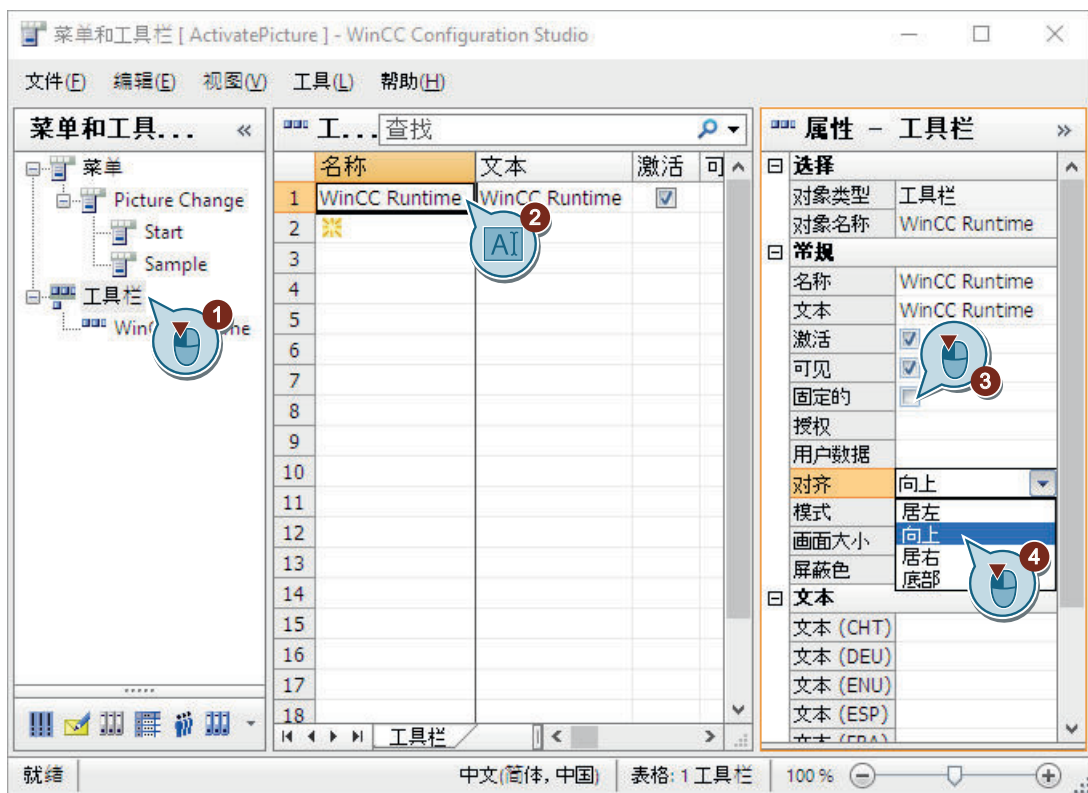 菜单和工具栏 [ ActivatePicture ] - WinCC Configuration Studio
文件(F) 编辑(E) 视图(V) 工具(L) 帮助(H)
菜单和工具... «
菜单
Picture Change
Start
Sample
工具栏
1
工... 查找
名称 文本 激活
1 WinCC Runtime WinCC Runtime
2
2
AI
3
4
5
6
7
8
9
10
11
12
13
14
15
16
17
18
工具栏
属性 - 工具栏 »
选择
对象类型 工具栏
对象名称 WinCC Runtime
常规
名称 WinCC Runtime
文本 WinCC Runtime
激活
可见
3
固定的
授权
用户数据
对齐 向上
模式 居左
画面大小 向上
居右
4
屏蔽色 底部
文本
文本 (CHT)
文本 (DEU)
文本 (ENU)
文本 (ESP)
就绪 中文(简体, 中国) 表格: 1 工具栏 100 %